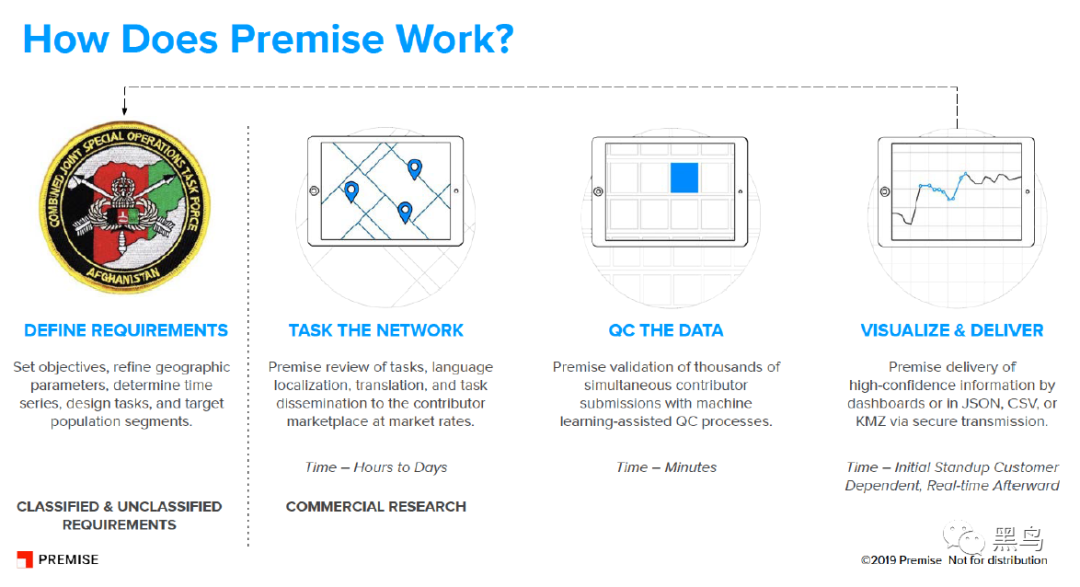 How Does Premise Work?
COMBINED JOINT SPECIAL OPERATIONS TASK FORCE
AFGHANISTAN
DEFINE REQUIREMENTS
Set objectives, refine geographic
parameters, determine time
series, design tasks, and target
population segments.
CLASSIFIED & UNCLASSIFIED
REQUIREMENTS
TASK THE NETWORK
Premise review of tasks, language
localization, translation, and task
dissemination to the contributor
marketplace at market rates.
Time – Hours to Days
COMMERCIAL RESEARCH
QC THE DATA
Premise validation of thousands of
simultaneous contributor
submissions with machine
learning-assisted QC processes.
Time – Minutes
VISUALIZE & DELIVER
Premise delivery of
high-confidence information by
dashboards or in JSON, CSV, or
KMZ via secure transmission.
Time – Initial Standup Customer
Dependent, Real-time Afterward
PREMISE
黑鸟
©2019 Premise Not for distribution